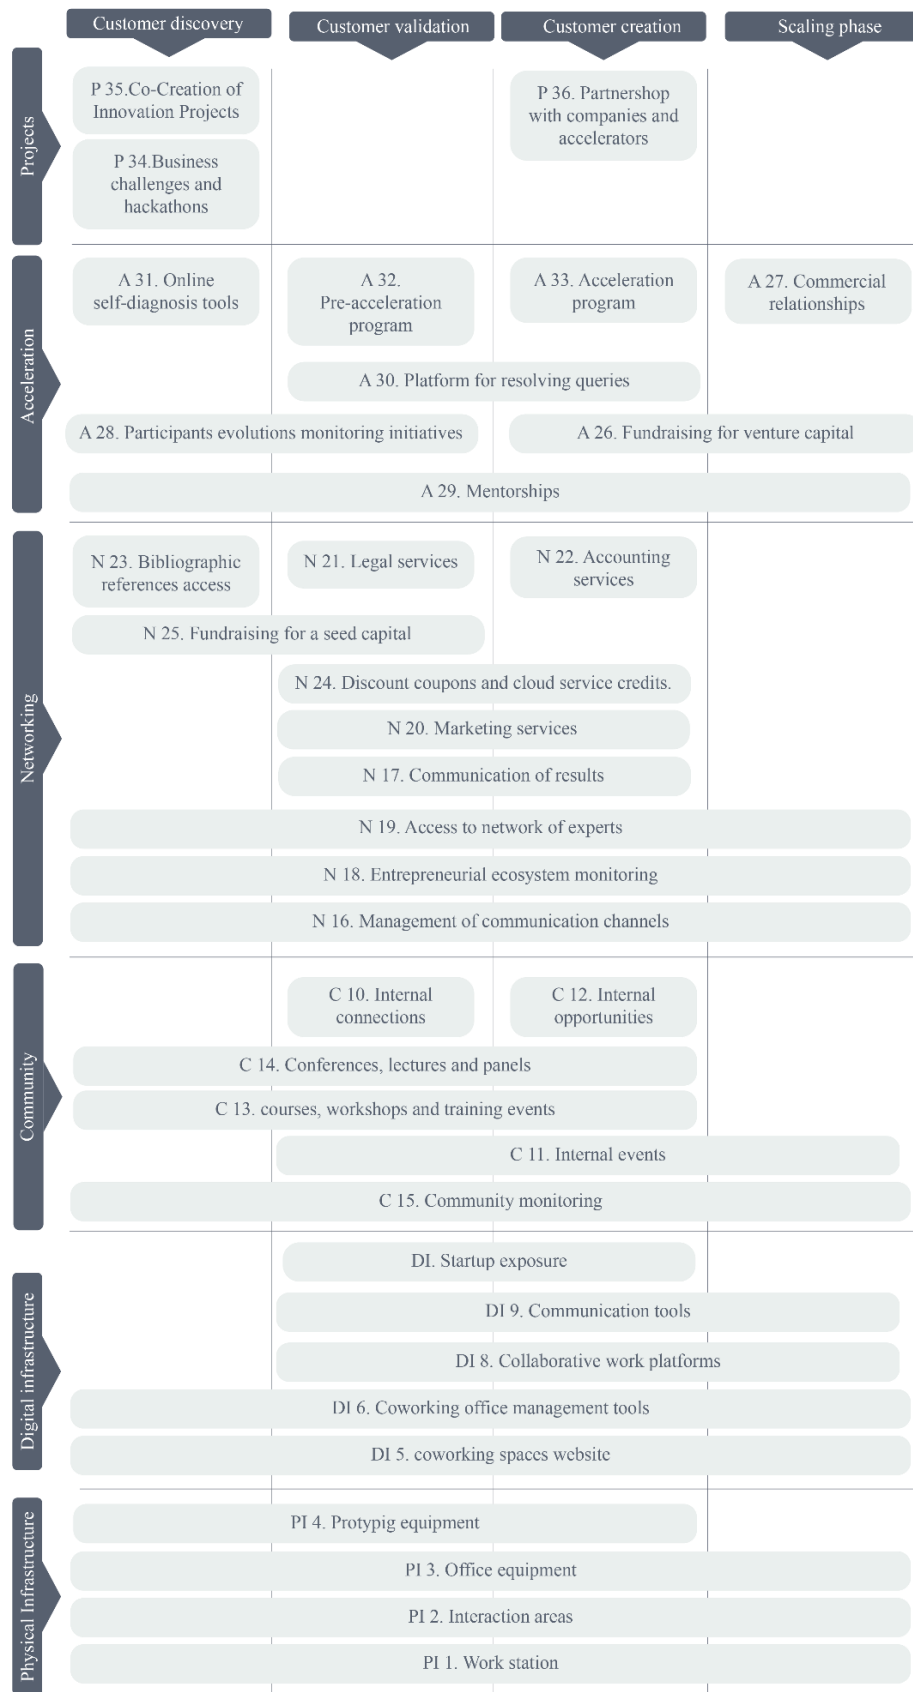 Customer discovery
Customer validation
Customer creation
Scaling phase
Projects
P 35.Co-Creation of
Innovation Projects
P 34.Business
challenges and
hackathons
P 36. Partnershop
with companies and
accelerators
Acceleration
A 31. Online
self-diagnosis tools
A 32.
Pre-acceleration
program
A 33. Acceleration
program
A 27. Commercial
relationships
A 30. Platform for resolving queries
A 28. Participants evolutions monitoring initiatives
A 26. Fundraising for venture capital
A 29. Mentorships
Networking
N 23. Bibliographic
references access
N 21. Legal services
N 22. Accounting
services
N 25. Fundraising for a seed capital
N 24. Discount coupons and cloud service credits.
N 20. Marketing services
N 17. Communication of results
N 19. Access to network of experts
N 18. Entrepreneurial ecosystem monitoring
N 16. Management of communication channels
Community
C 10. Internal
connections
C 12. Internal
opportunities
C 14. Conferences, lectures and panels
C 13. courses, workshops and training events
C 11. Internal events
C 15. Community monitoring
Digital infrastructure
DI. Startup exposure
DI 9. Communication tools
DI 8. Collaborative work platforms
DI 6. Coworking office management tools
DI 5. coworking spaces website
Physical Infrastructure
PI 4. Protypig equipment
PI 3. Office equipment
PI 2. Interaction areas
PI 1. Work station